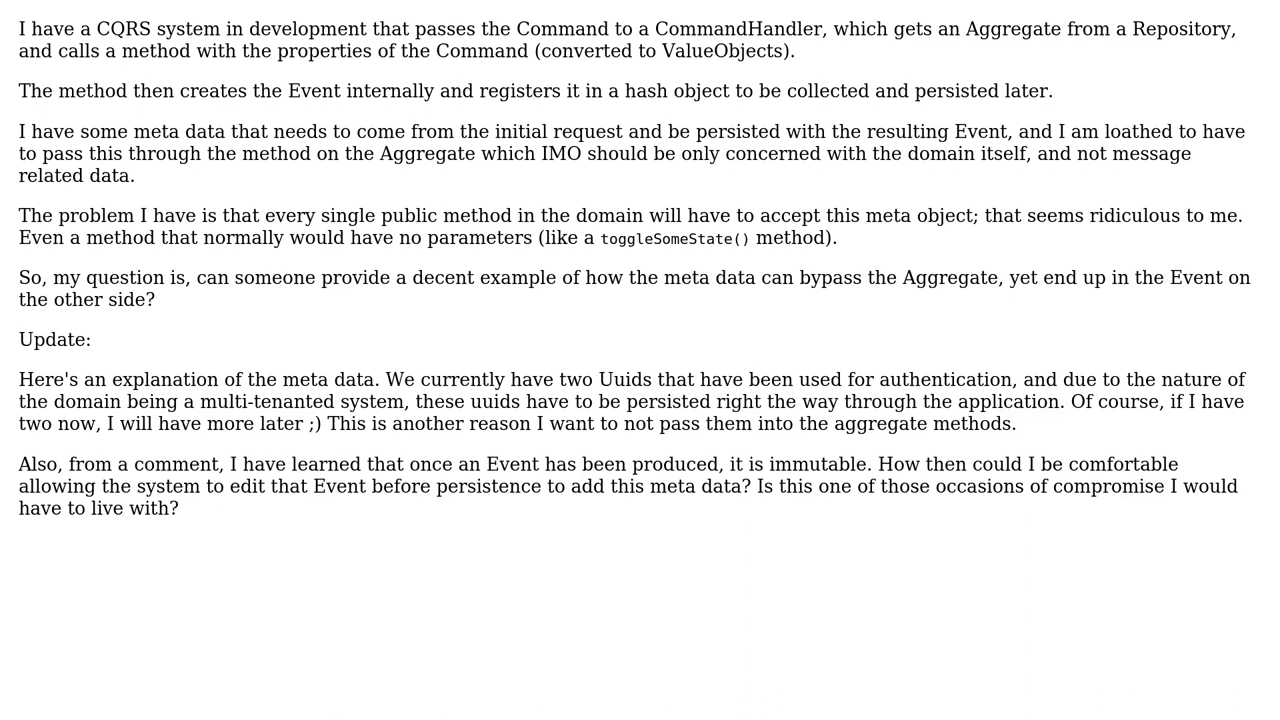 I have a CQRS system in development that passes the Command to a CommandHandler, which gets an Aggregate from a Repository,
and calls a method with the properties of the Command (converted to ValueObjects).
The method then creates the Event internally and registers it in a hash object to be collected and persisted later.
I have some meta data that needs to come from the initial request and be persisted with the resulting Event, and I am loathed to have
to pass this through the method on the Aggregate which IMO should be only concerned with the domain itself, and not message
related data.
The problem I have is that every single public method in the domain will have to accept this meta object; that seems ridiculous to me.
Even a method that normally would have no parameters (like a toggleSomeState() method).
So, my question is, can someone provide a decent example of how the meta data can bypass the Aggregate, yet end up in the Event on
the other side?
Update:
Here's an explanation of the meta data. We currently have two Uuids that have been used for authentication, and due to the nature of
the domain being a multi-tenanted system, these uuids have to be persisted right the way through the application. Of course, if I have
two now, I will have more later ;) This is another reason I want to not pass them into the aggregate methods.
Also, from a comment, I have learned that once an Event has been produced, it is immutable. How then could I be comfortable
allowing the system to edit that Event before persistence to add this meta data? Is this one of those occasions of compromise I would
have to live with?